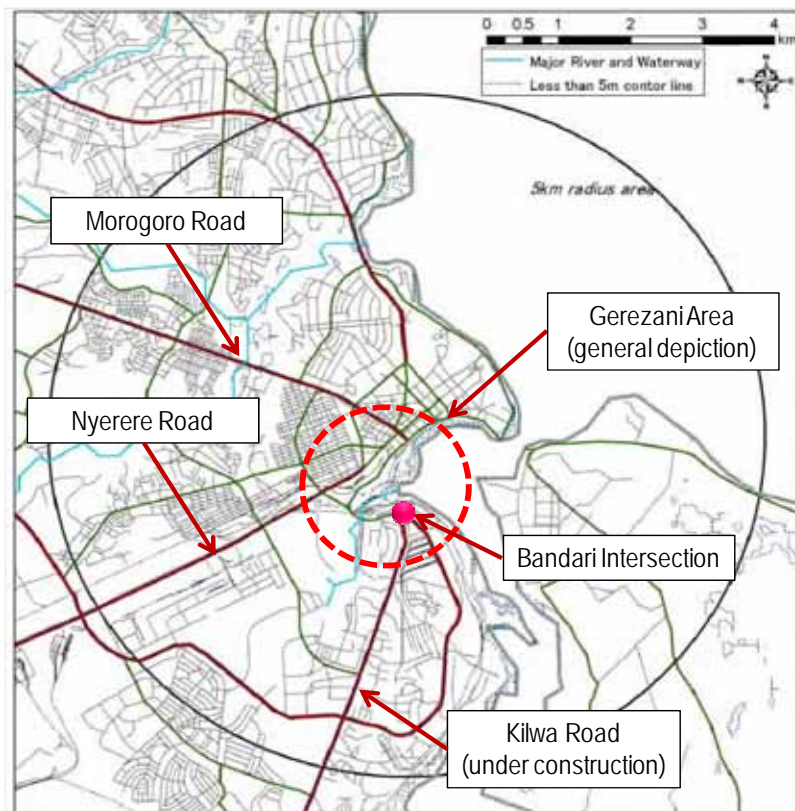 0 0.5 1 2 3 4
km
Major River and Waterway
Less than 5m contor line
5km radius area
Morogoro Road
Gerezani Area
(general depiction)
Nyerere Road
Bandari Intersection
Kilwa Road
(under construction)